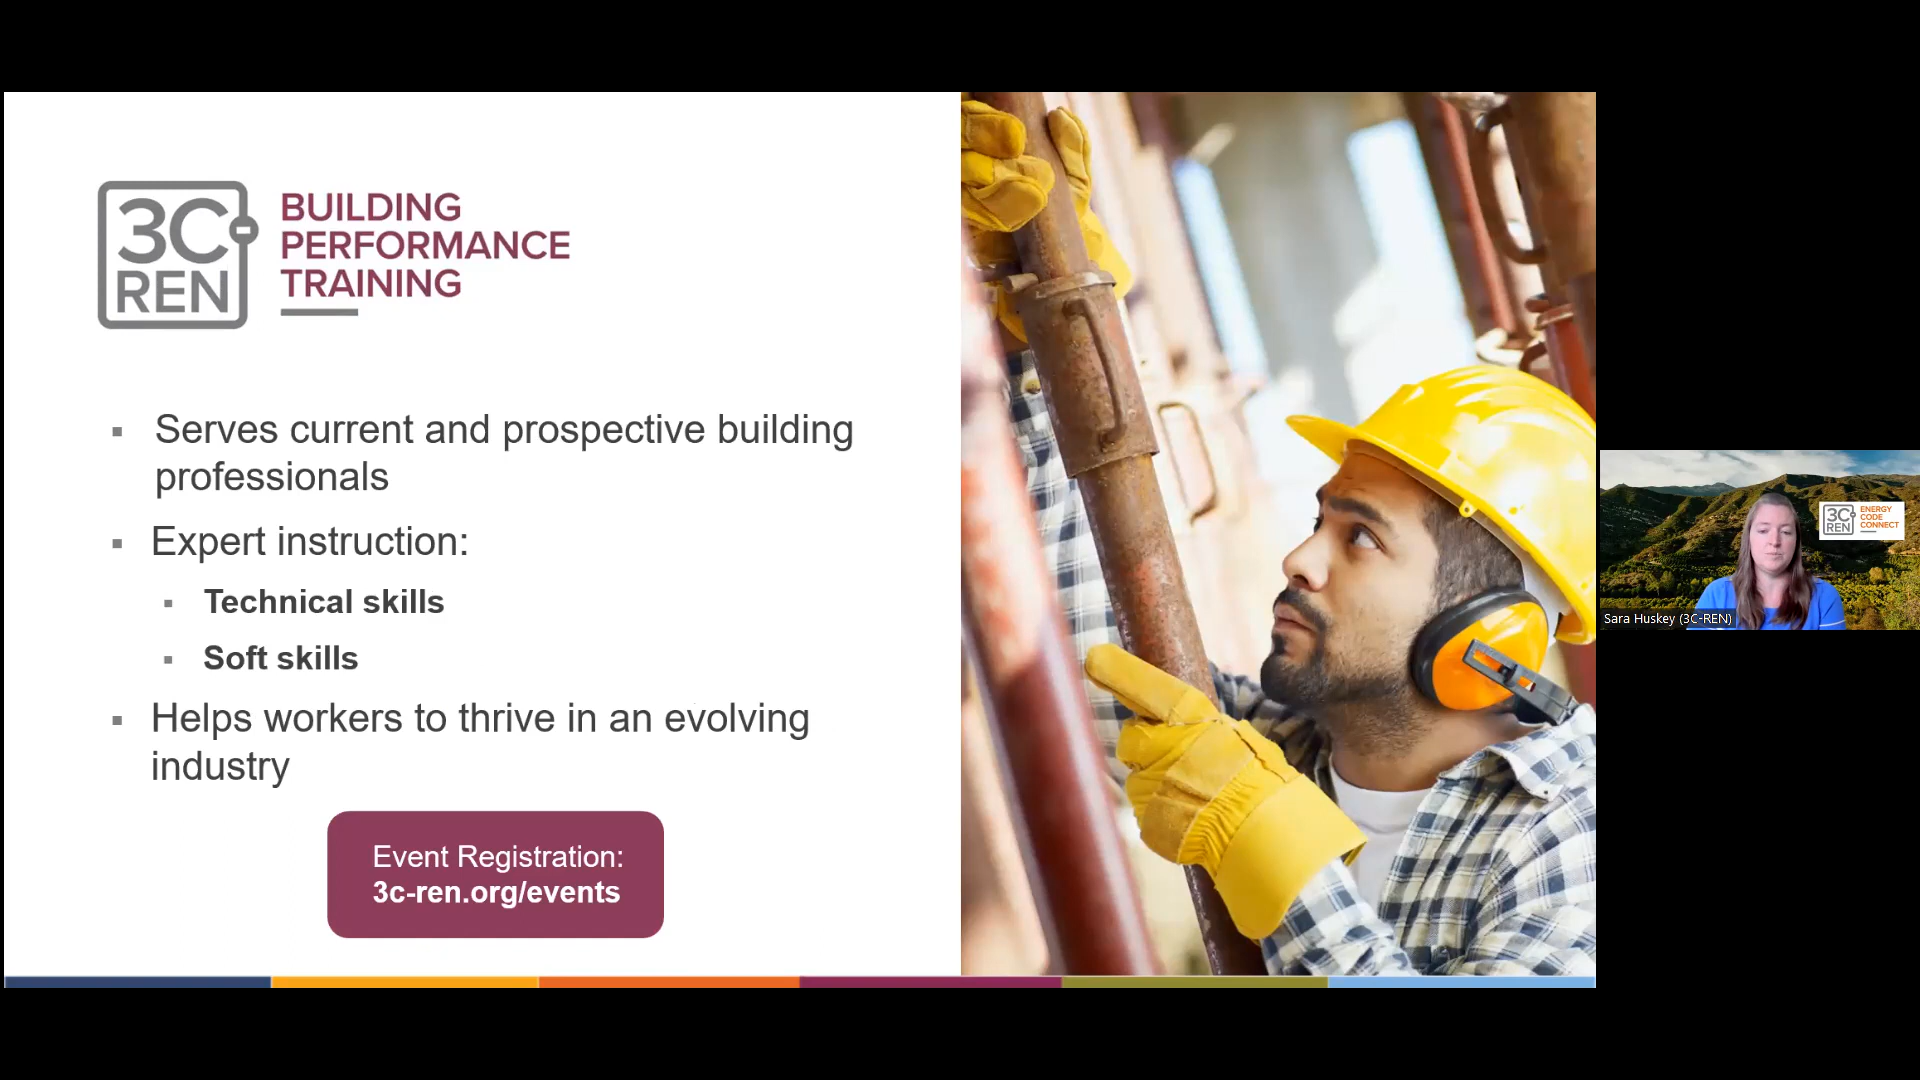 3C
REN
BUILDING
PERFORMANCE
TRAINING
▪ Serves current and prospective building
professionals
▪ Expert instruction:
▪ Technical skills
▪ Soft skills
▪ Helps workers to thrive in an evolving
industry
Event Registration:
3c-ren.org/events
3C
REN
ENERGY
CODE
CONNECT
Sara Huskey (3C-REN)